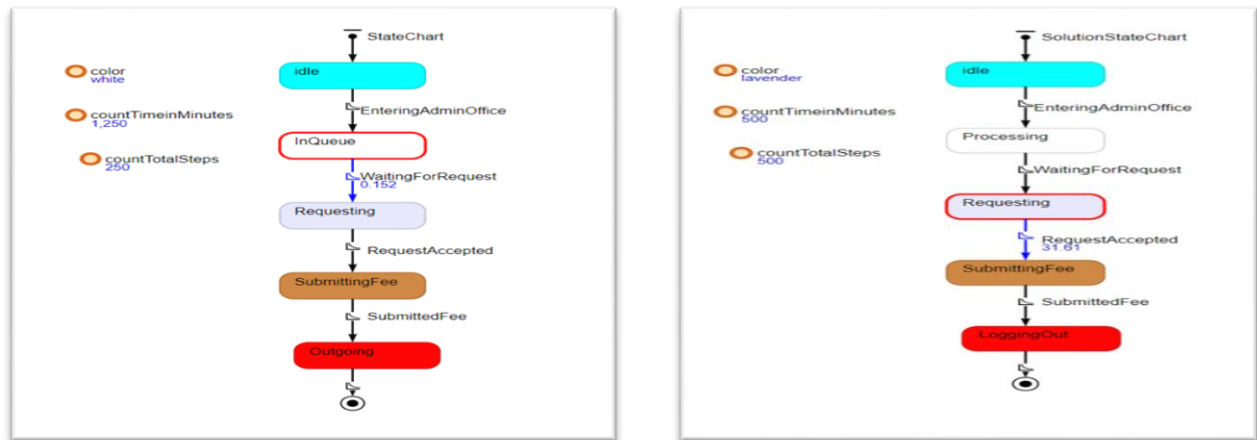 StateChart
color
white
idle
countTimeinMinutes
1,250
EnteringAdminOffice
InQueue
countTotalSteps
250
WaitingForRequest
0.152
Requesting
RequestAccepted
SubmittingFee
SubmittedFee
Outgoing
SolutionStateChart
color
lavender
idle
countTimeinMinutes
500
EnteringAdminOffice
Processing
countTotalSteps
500
WaitingForRequest
Requesting
RequestAccepted
31.61
SubmittingFee
SubmittedFee
LoggingOut